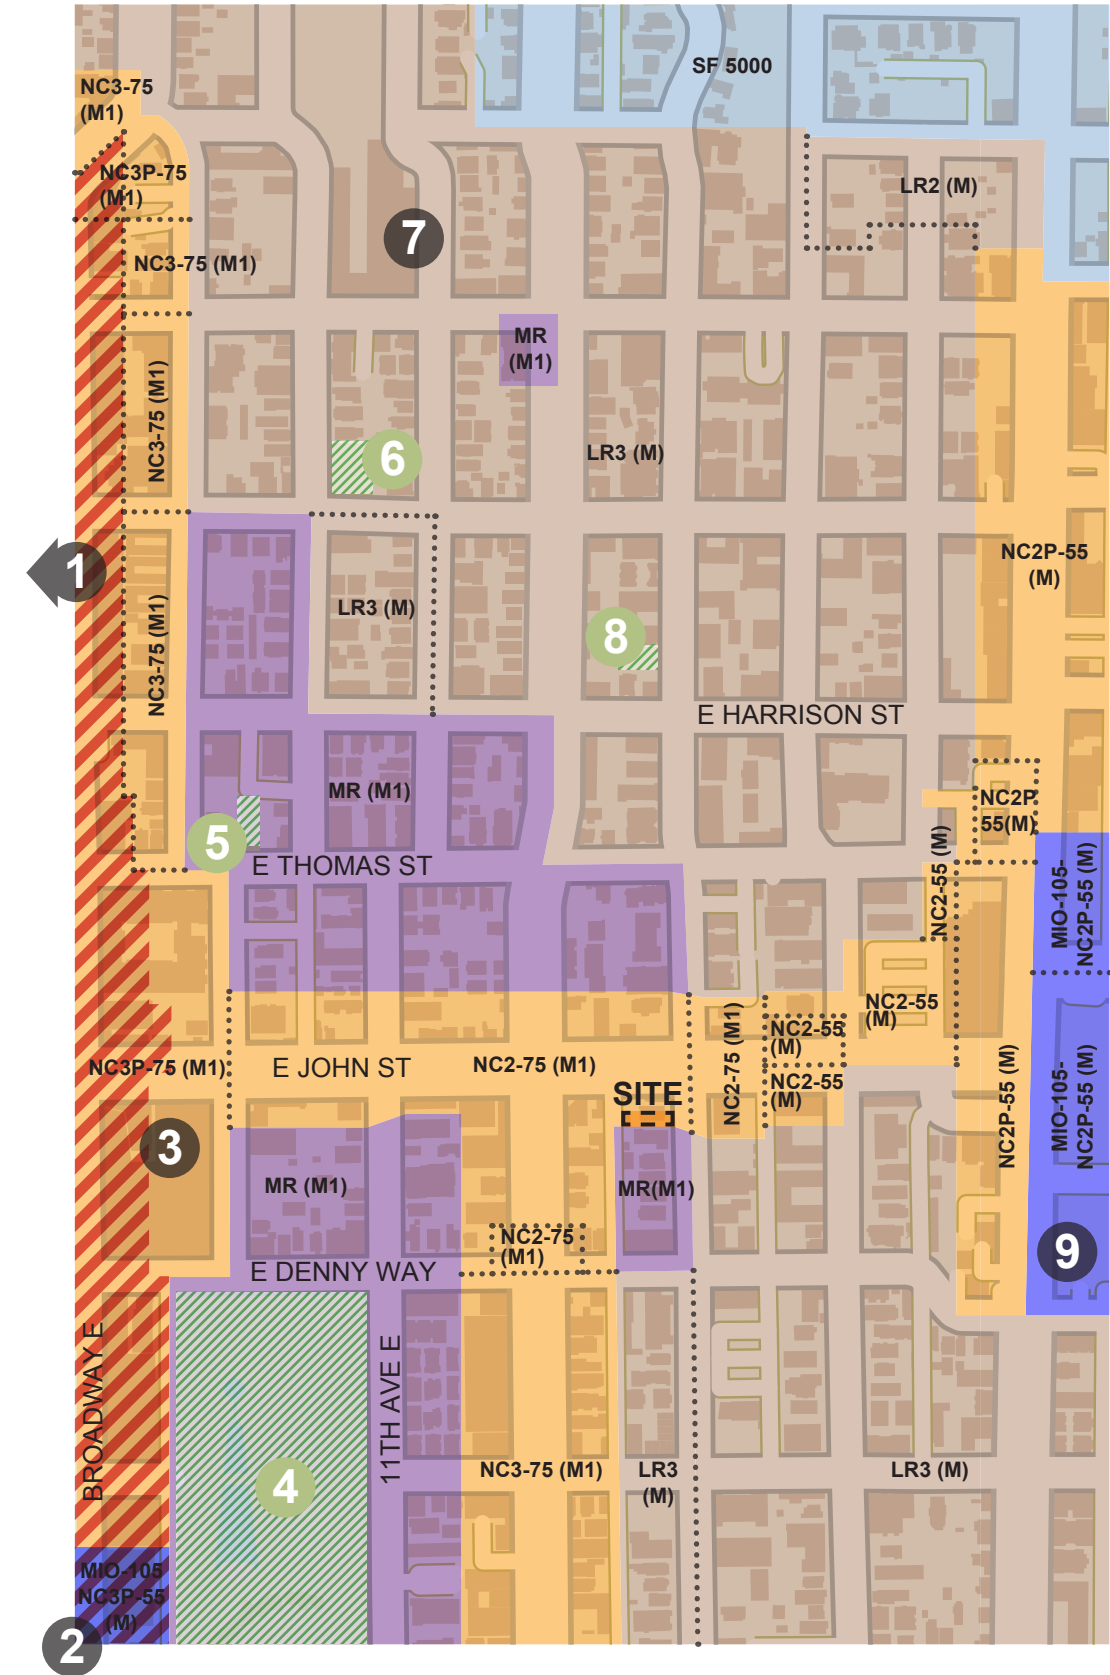 SF 5000
NC3-75
(M1)
NC3P-75
(M1)
LR2 (M)
7
NC3-75 (M1)
MR
(M1)
NC3-75 (M1)
6
LR3 (M)
1
NC2P-55
(M)
LR3 (M)
8
NC3-75 (M1)
E HARRISON ST
MR (M1)
NC2P
55(M)
5
E THOMAS ST
NC2-55 (M)
MIO-105-
NC2P-55 (M)
NC2-55
(M)
NC2-75 (M1)
NC2-55
(M)
NC3P-75 (M1)
E JOHN ST
NC2-75 (M1)
NC2-55
(M)
SITE
NC2P-55 (M)
MIO-105-
NC2P-55 (M)
3
MR (M1)
MR(M1)
NC2-75
(M1)
9
E DENNY WAY
BROADWAY E
11TH AVE E
4
NC3-75 (M1)
LR3
(M)
LR3 (M)
MIO-105
NC3P-55
(M)
2